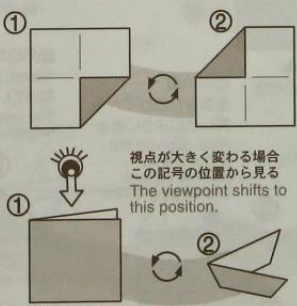 ① ②
視点が大きく変わる場合
この記号の位置から見る
The viewpoint shifts to
this position.
① ②